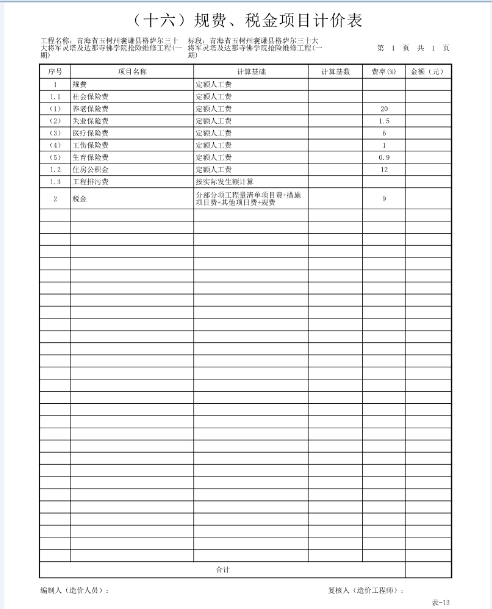 （十六）规费、税金项目计价表
工程名称：青海省玉树州囊谦县格萨尔三十 标段：青海省玉树州囊谦县格萨尔三十大
大将军灵塔及达那寺佛学院抢险维修工程(一 将军灵塔及达那寺佛学院抢险维修工程(一 第 1 页 共 1 页
期) 期)
序号 项目名称 计算基础 计算基数 费率(%) 金额（元）
1 规费 定额人工费
1.1 社会保险费 定额人工费
(1) 养老保险费 定额人工费 20
(2) 失业保险费 定额人工费 1.5
(3) 医疗保险费 定额人工费 6
(4) 工伤保险费 定额人工费 1
(5) 生育保险费 定额人工费 0.9
1.2 住房公积金 定额人工费 12
1.3 工程排污费 按实际发生额计算
2 税金 分部分项工程量清单项目费+措施
项目费+其他项目费+规费 9
合计
编制人（造价人员）： 复核人（造价工程师）：
表-13